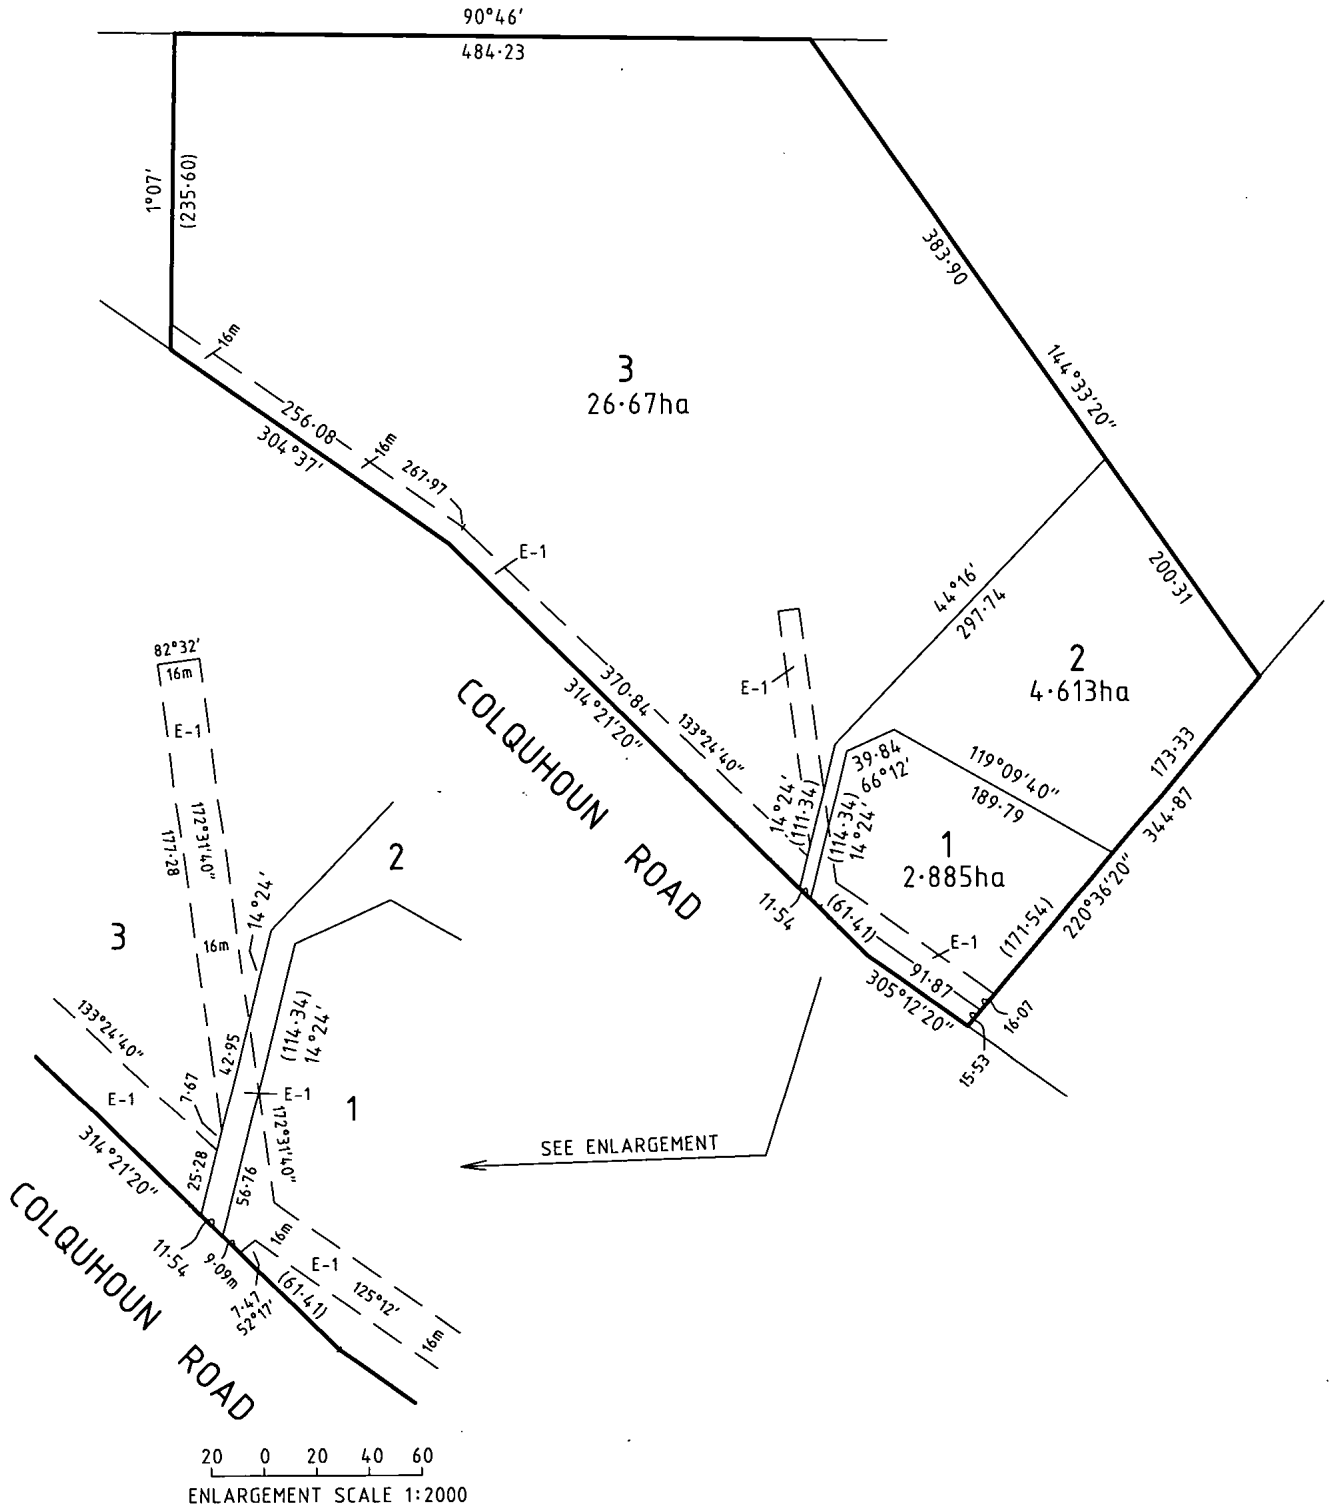 90°46'
484·23
1°07'
(235·60)
383·90
144°33'20"
16m
256·08
304°37'
16m
267·97
3
26·67ha
E-1
44°16'
297·74
200·31
370·84
314°21'20"
133°24'40"
COLQUHOUN ROAD
E-1
2
4·613ha
14°24'
(111·34)
(114·34)
14°24'
39·84
66°12'
119°09'40"
189·79
173·33
344·87
220°36'20"
(171·54)
1
2·885ha
11·54
(61·41)
E-1
91·87
305°12'20"
16·07
15·53
82°32'
16m
E-1
172°31'40"
177·28
16m
14°24'
2
3
133°24'40"
E-1
7·67
42·95
(114·34)
14°24'
E-1
1
172°31'40"
314°21'20"
25·28
56·76
11·54
9·09m
16m
7·47
52°17'
E-1
(61·41)
125°12'
16m
COLQUHOUN ROAD
SEE ENLARGEMENT
20 0 20 40 60
ENLARGEMENT SCALE 1:2000